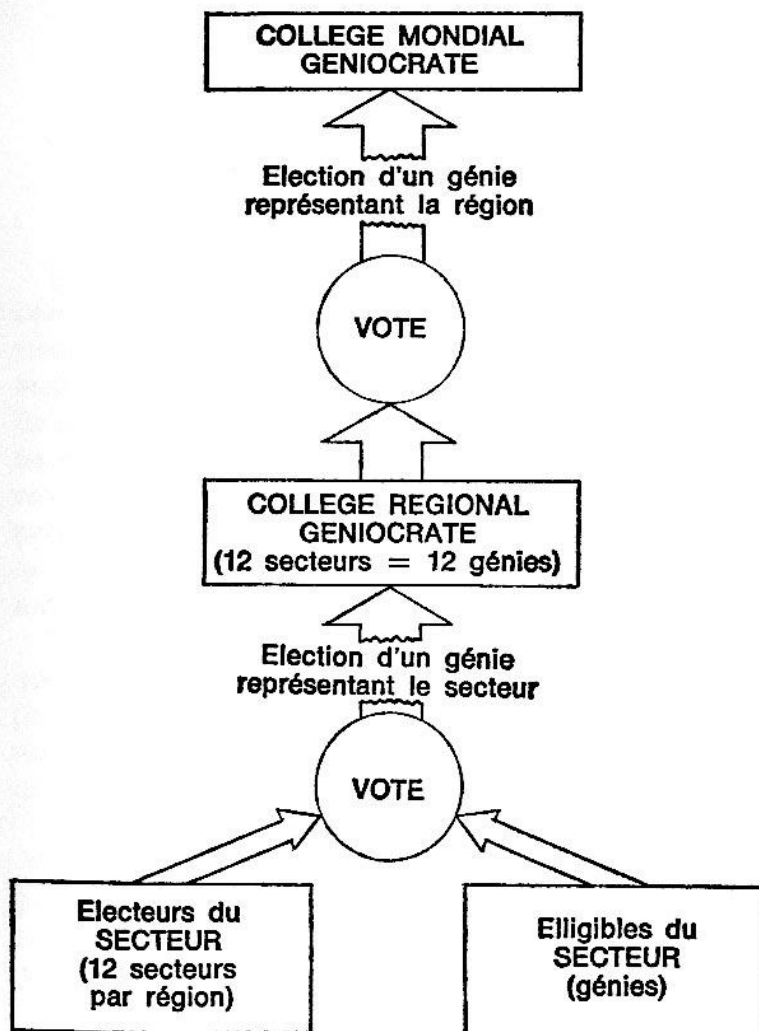 COLLEGE MONDIAL
GENIOCRATE
Election d'un génie
représentant la région
VOTE
COLLEGE REGIONAL
GENIOCRATE
(12 secteurs = 12 génies)
Election d'un génie
représentant le secteur
VOTE
Electeurs du
SECTEUR
(12 secteurs
par région)
Elligibles du
SECTEUR
(génies)